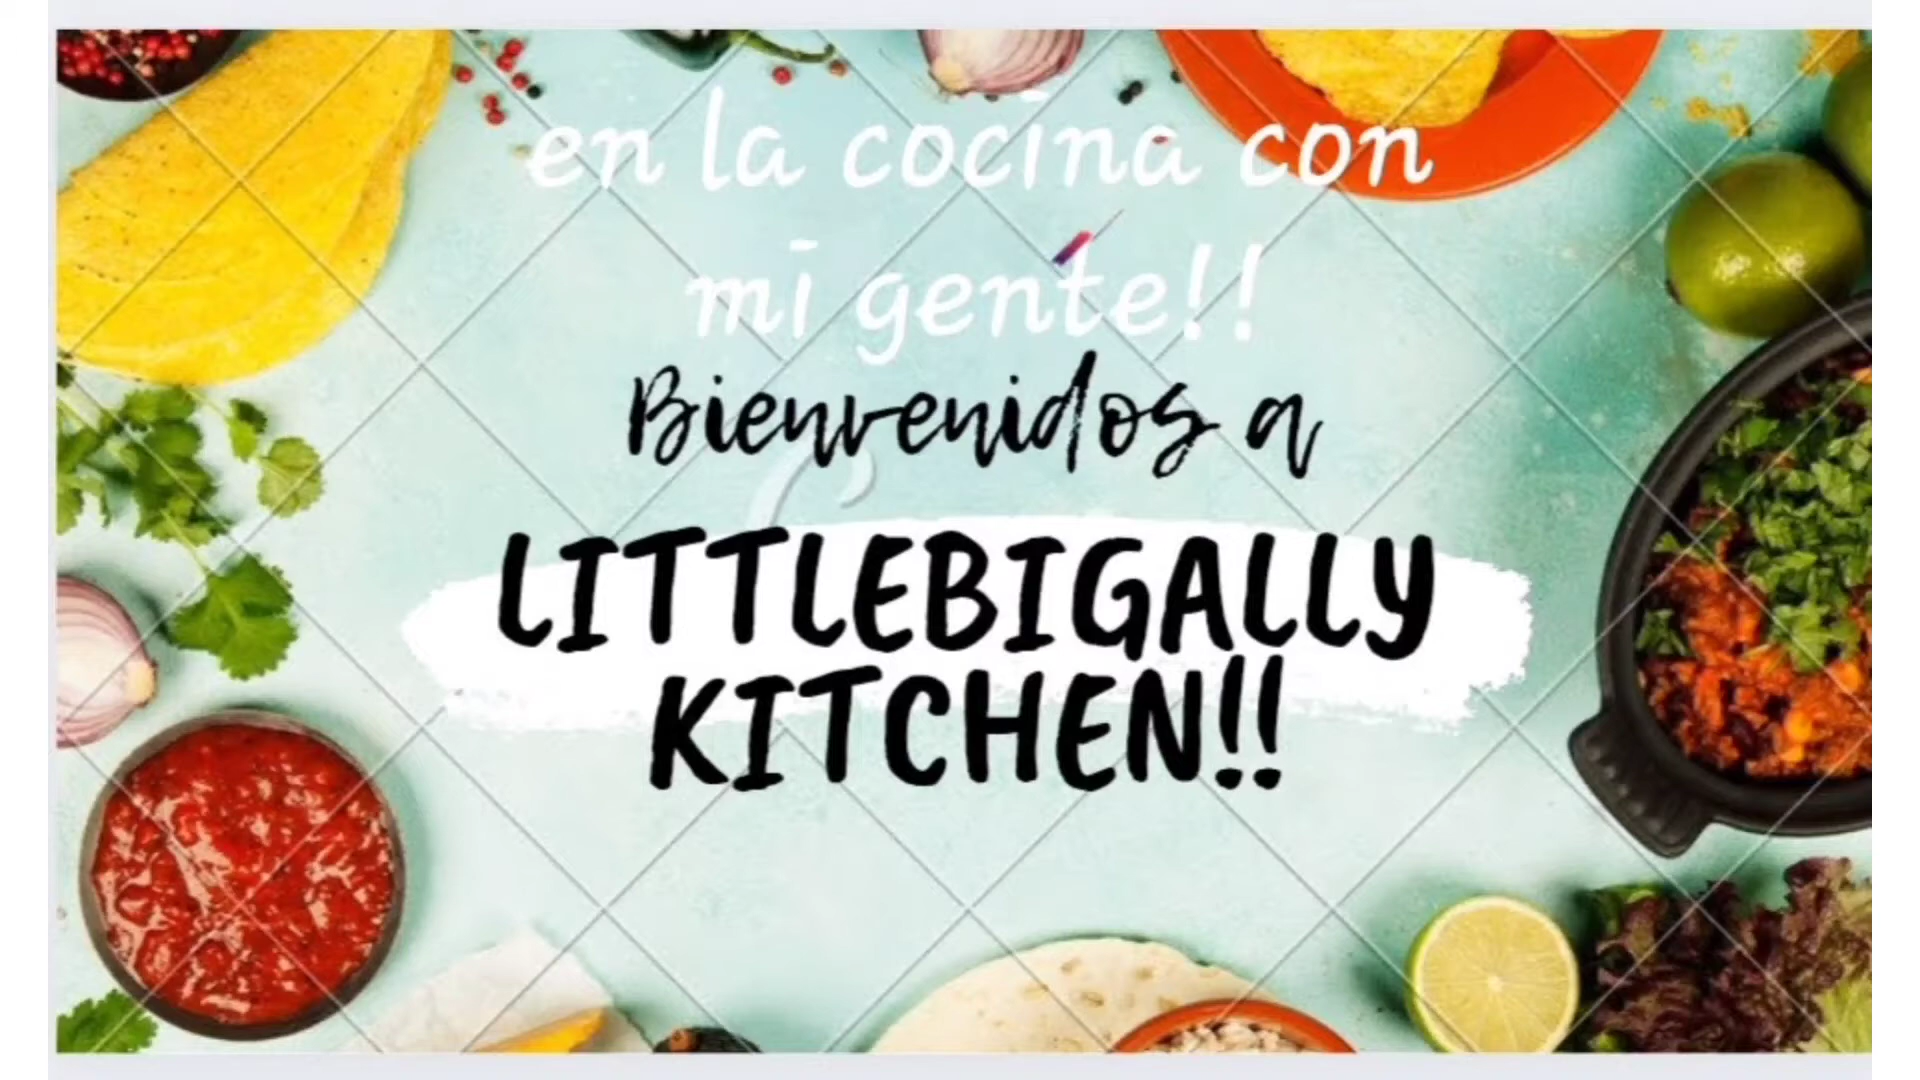 en la cocina con
mi gente!!
Bienvenidos a
LITTLEBIGALLY
KITCHEN!!